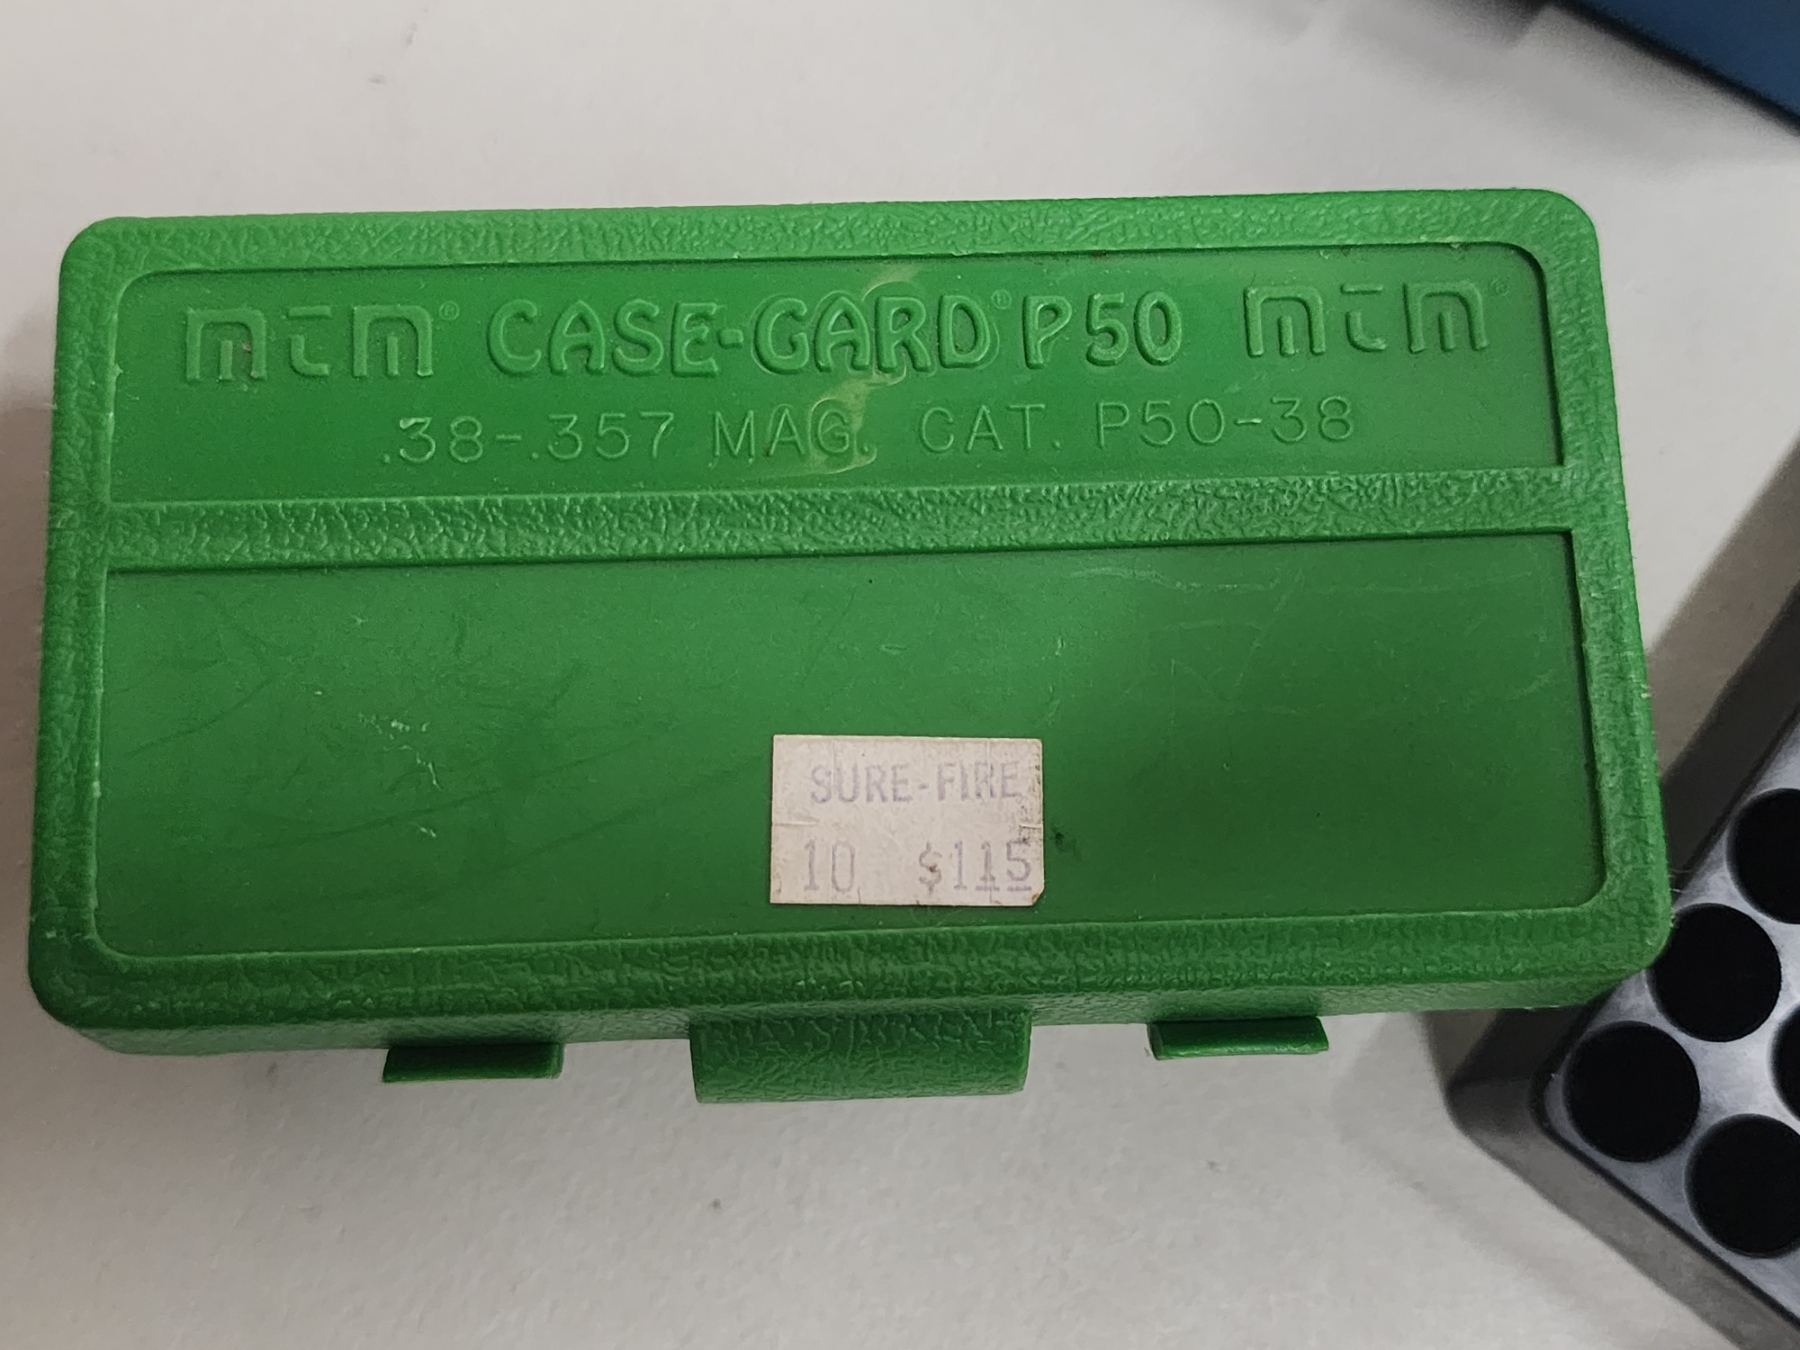 mtm® CASE-GARD® P50 mtm®
.38-.357 MAG. CAT. P50-38
SURE-FIRE
10 $115